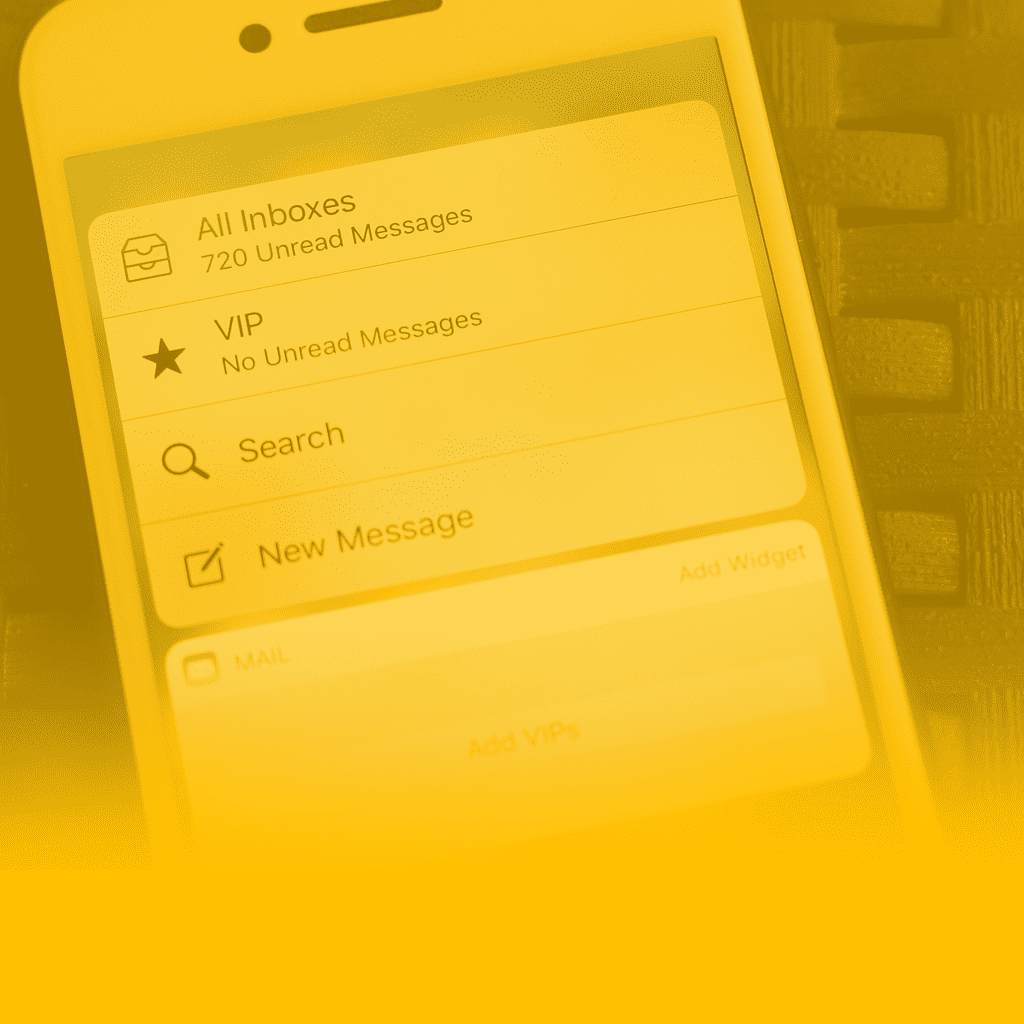 All Inboxes
720 Unread Messages
VIP
No Unread Messages
Search
New Message
Add Widget
MAIL
Add VIPs